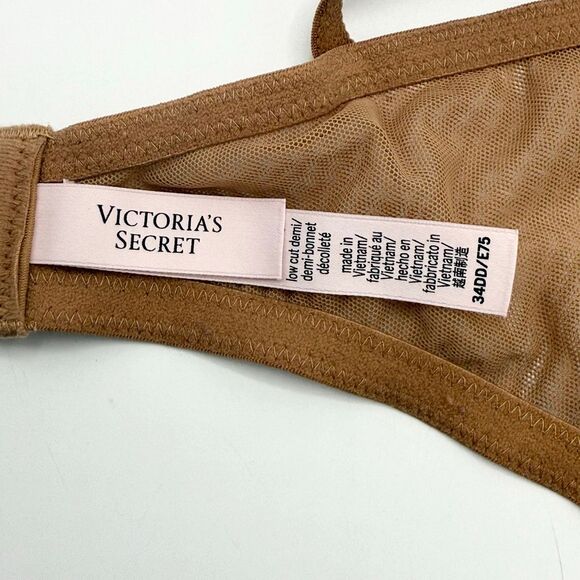 VICTORIA'S
SECRET
low cut demi/
demi-bonnet
décolleté
made in
Vietnam/
fabriqué au
Vietnam/
hecho en
Vietnam/
fabbricato in
Vietnam/
越南制造
34DD/E75